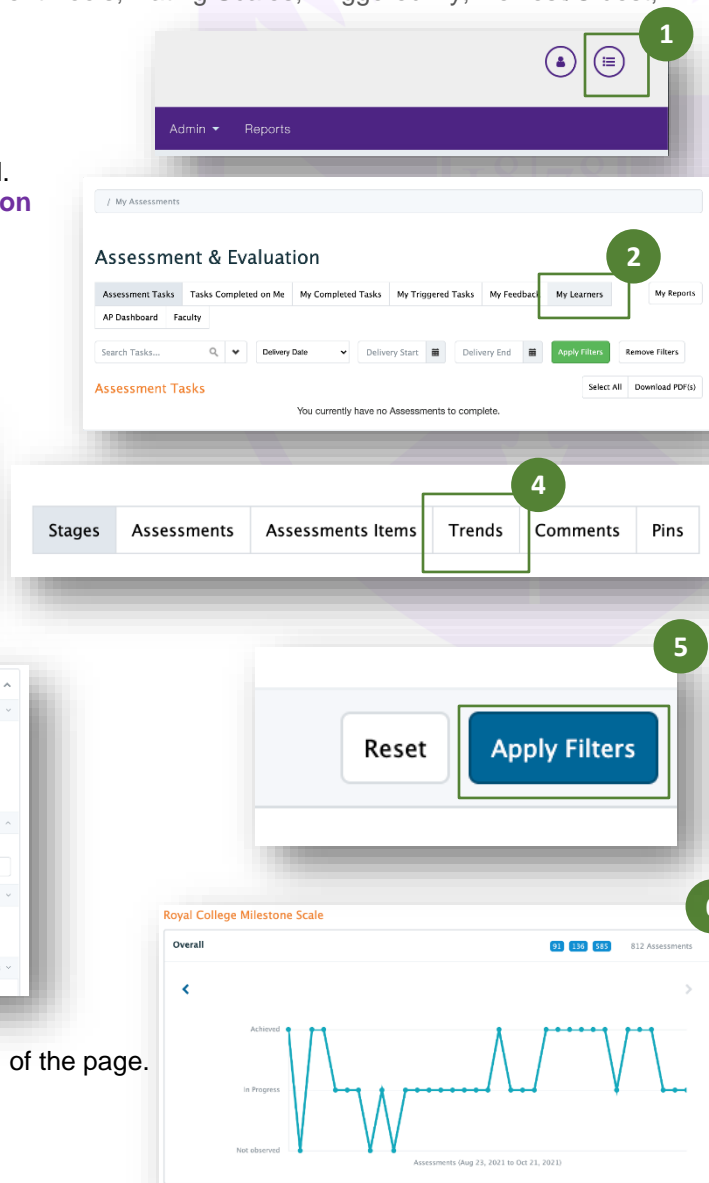 1
Admin Reports
on
/ My Assessments
Assessment & Evaluation
2
Assessment Tasks Tasks Completed on Me My Completed Tasks My Triggered Tasks My Feedback My Learners My Reports
AP Dashboard Faculty
Search Tasks... Delivery Date Delivery Start Delivery End Apply Filters Remove Filters
Assessment Tasks Select All Download PDF(s)
You currently have no Assessments to complete.
4
Stages Assessments Assessments Items Trends Comments Pins
5
Reset Apply Filters
Royal College Milestone Scale
Overall 91 136 585 812 Assessments
Achieved
In Progress
Not observed
Assessments (Aug 23, 2021 to Oct 21, 2021)
of the page.